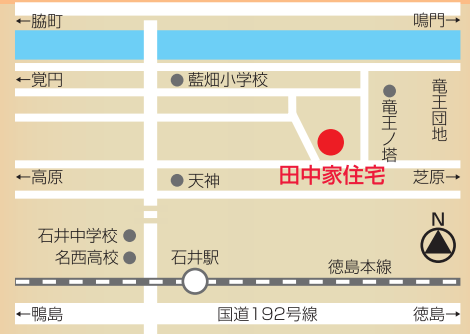 ←脇町
鳴門→
←覚円
藍畑小学校
竜王ノ塔
竜王団地
←高原
天神
田中家住宅
芝原→
石井中学校
名西高校
石井駅
N
徳島本線
←鴨島
国道192号線
徳島→